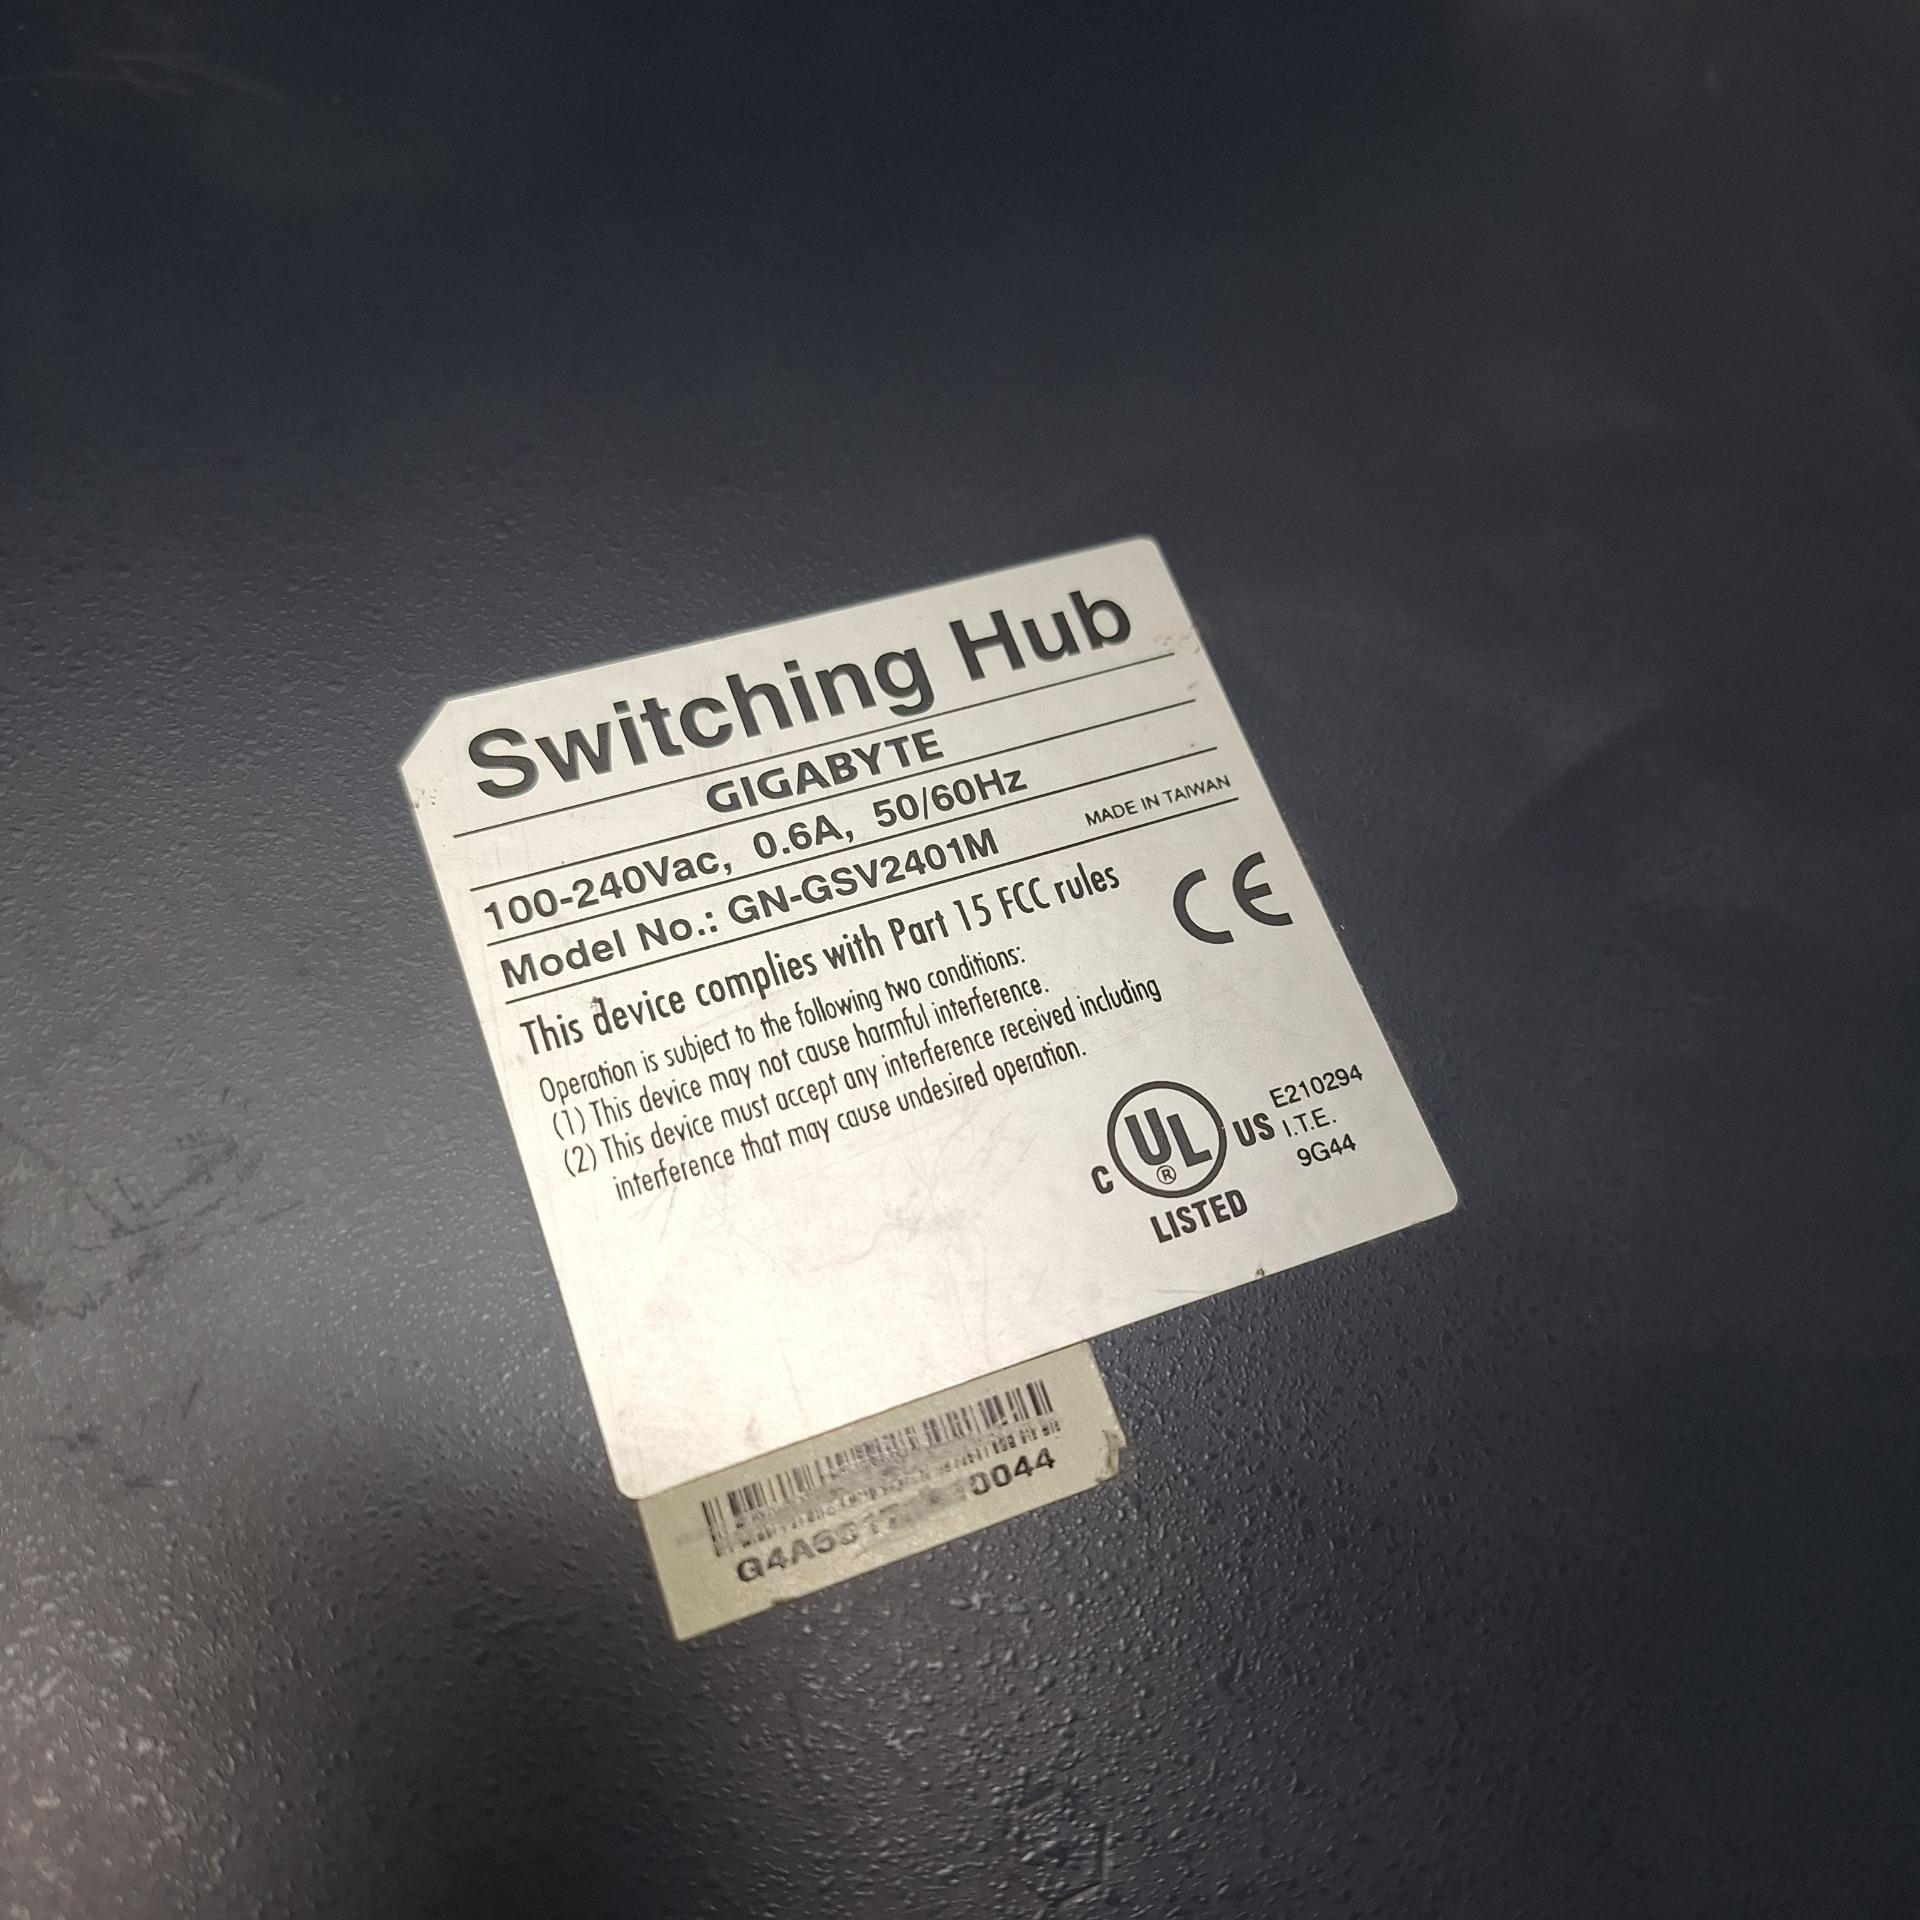 Switching Hub
GIGABYTE
100-240Vac, 0.6A, 50/60Hz
Model No.: GN-GSV2401M MADE IN TAIWAN
This device complies with Part 15 FCC rules
Operation is subject to the following two conditions:
(1) This device may not cause harmful interference.
(2) This device must accept any interference received including
interference that may cause undesired operation.
CE
C UL ® US
LISTED
E210294
I.T.E.
9G44
0044